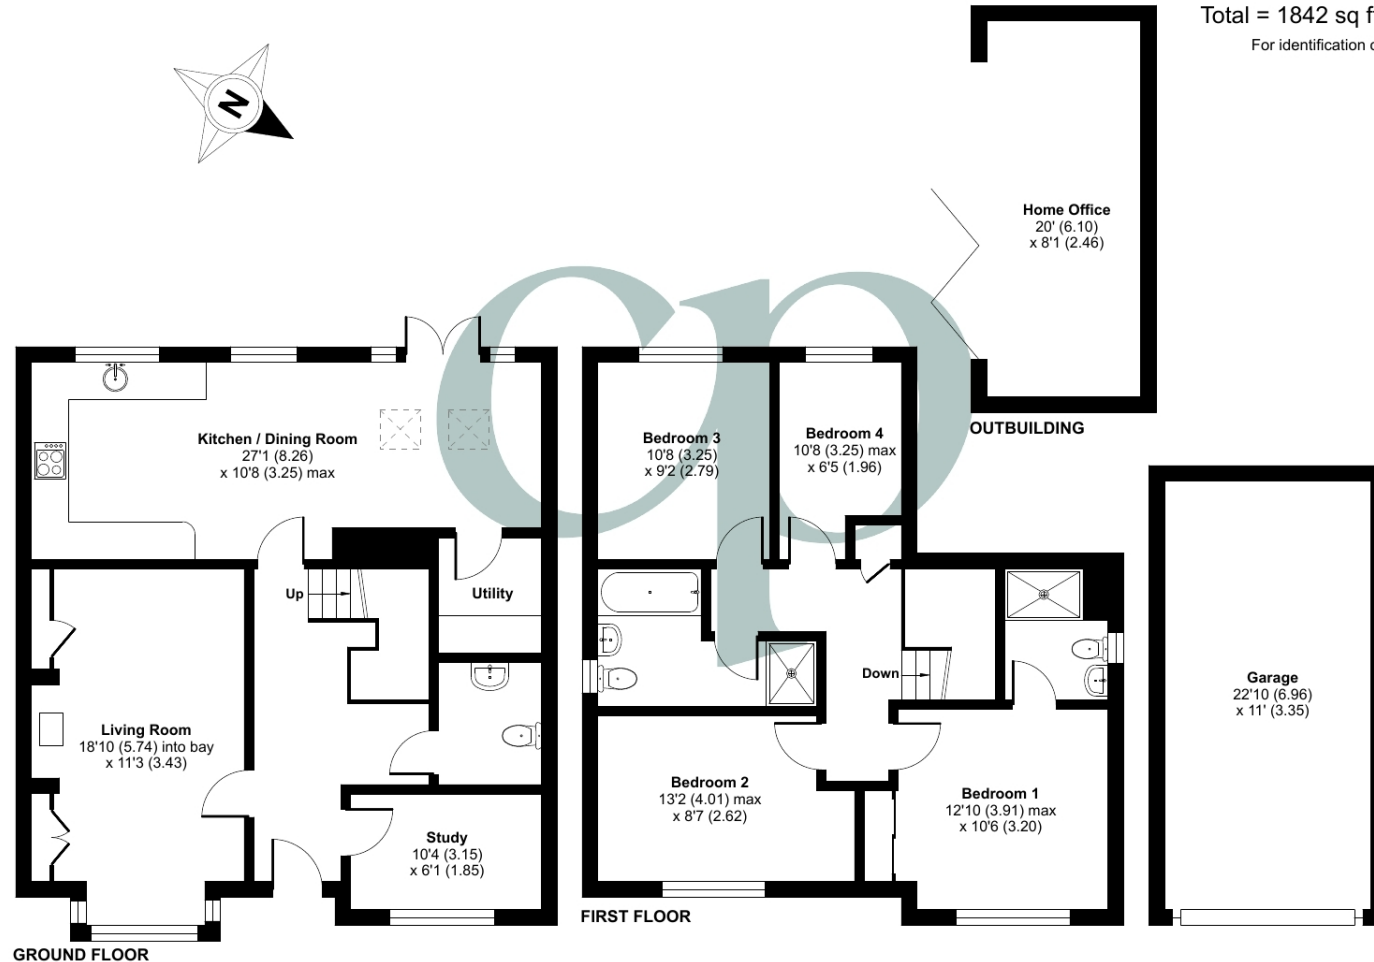 Total = 1842 sq f
For identification
N
Home Office
20' (6.10)
x 8'1 (2.46)
OUTBUILDING
cp
Kitchen / Dining Room
27'1 (8.26)
x 10'8 (3.25) max
Bedroom 3
10'8 (3.25)
x 9'2 (2.79)
Bedroom 4
10'8 (3.25) max
x 6'5 (1.96)
Up
Utility
Down
Living Room
18'10 (5.74) into bay
x 11'3 (3.43)
Garage
22'10 (6.96)
x 11' (3.35)
Bedroom 2
13'2 (4.01) max
x 8'7 (2.62)
Bedroom 1
12'10 (3.91) max
x 10'6 (3.20)
Study
10'4 (3.15)
x 6'1 (1.85)
FIRST FLOOR
GROUND FLOOR